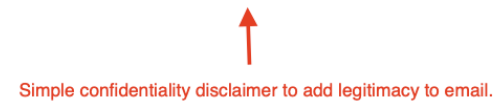 Simple confidentiality disclaimer to add legitimacy to email.